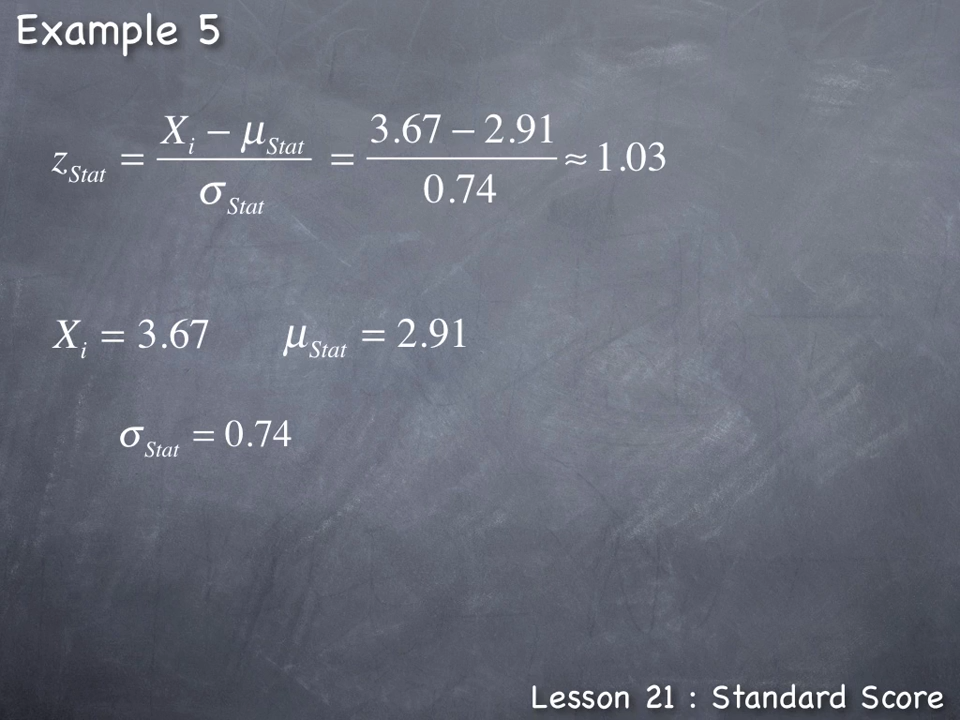 Example 5
z_Stat = (X_i − μ_Stat) / σ_Stat = (3.67 − 2.91) / 0.74 ≈ 1.03
X_i = 3.67 μ_Stat = 2.91
σ_Stat = 0.74
Lesson 21 : Standard Score